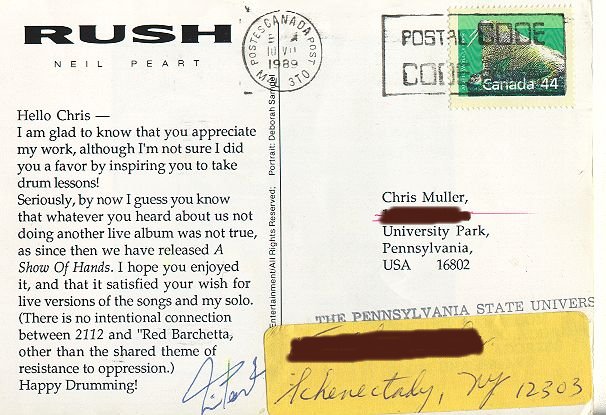 RUSH
NEIL PEART
Hello Chris —
I am glad to know that you appreciate
my work, although I'm not sure I did
you a favor by inspiring you to take
drum lessons!
Seriously, by now I guess you know
that whatever you heard about us not
doing another live album was not true,
as since then we have released A
Show Of Hands. I hope you enjoyed
it, and that it satisfied your wish for
live versions of the songs and my solo.
(There is no intentional connection
between 2112 and "Red Barchetta,
other than the shared theme of
resistance to oppression.)
Happy Drumming!
Entertainment/All Rights Reserved. Portrait: Deborah
POSTES CANADA POST
1989
3T0
POSTAL CODE
Canada 44
Chris Muller,
University Park,
Pennsylvania,
USA 16802
THE PENNSYLVANIA STATE UNIVERS
Schenectady, NY 12303